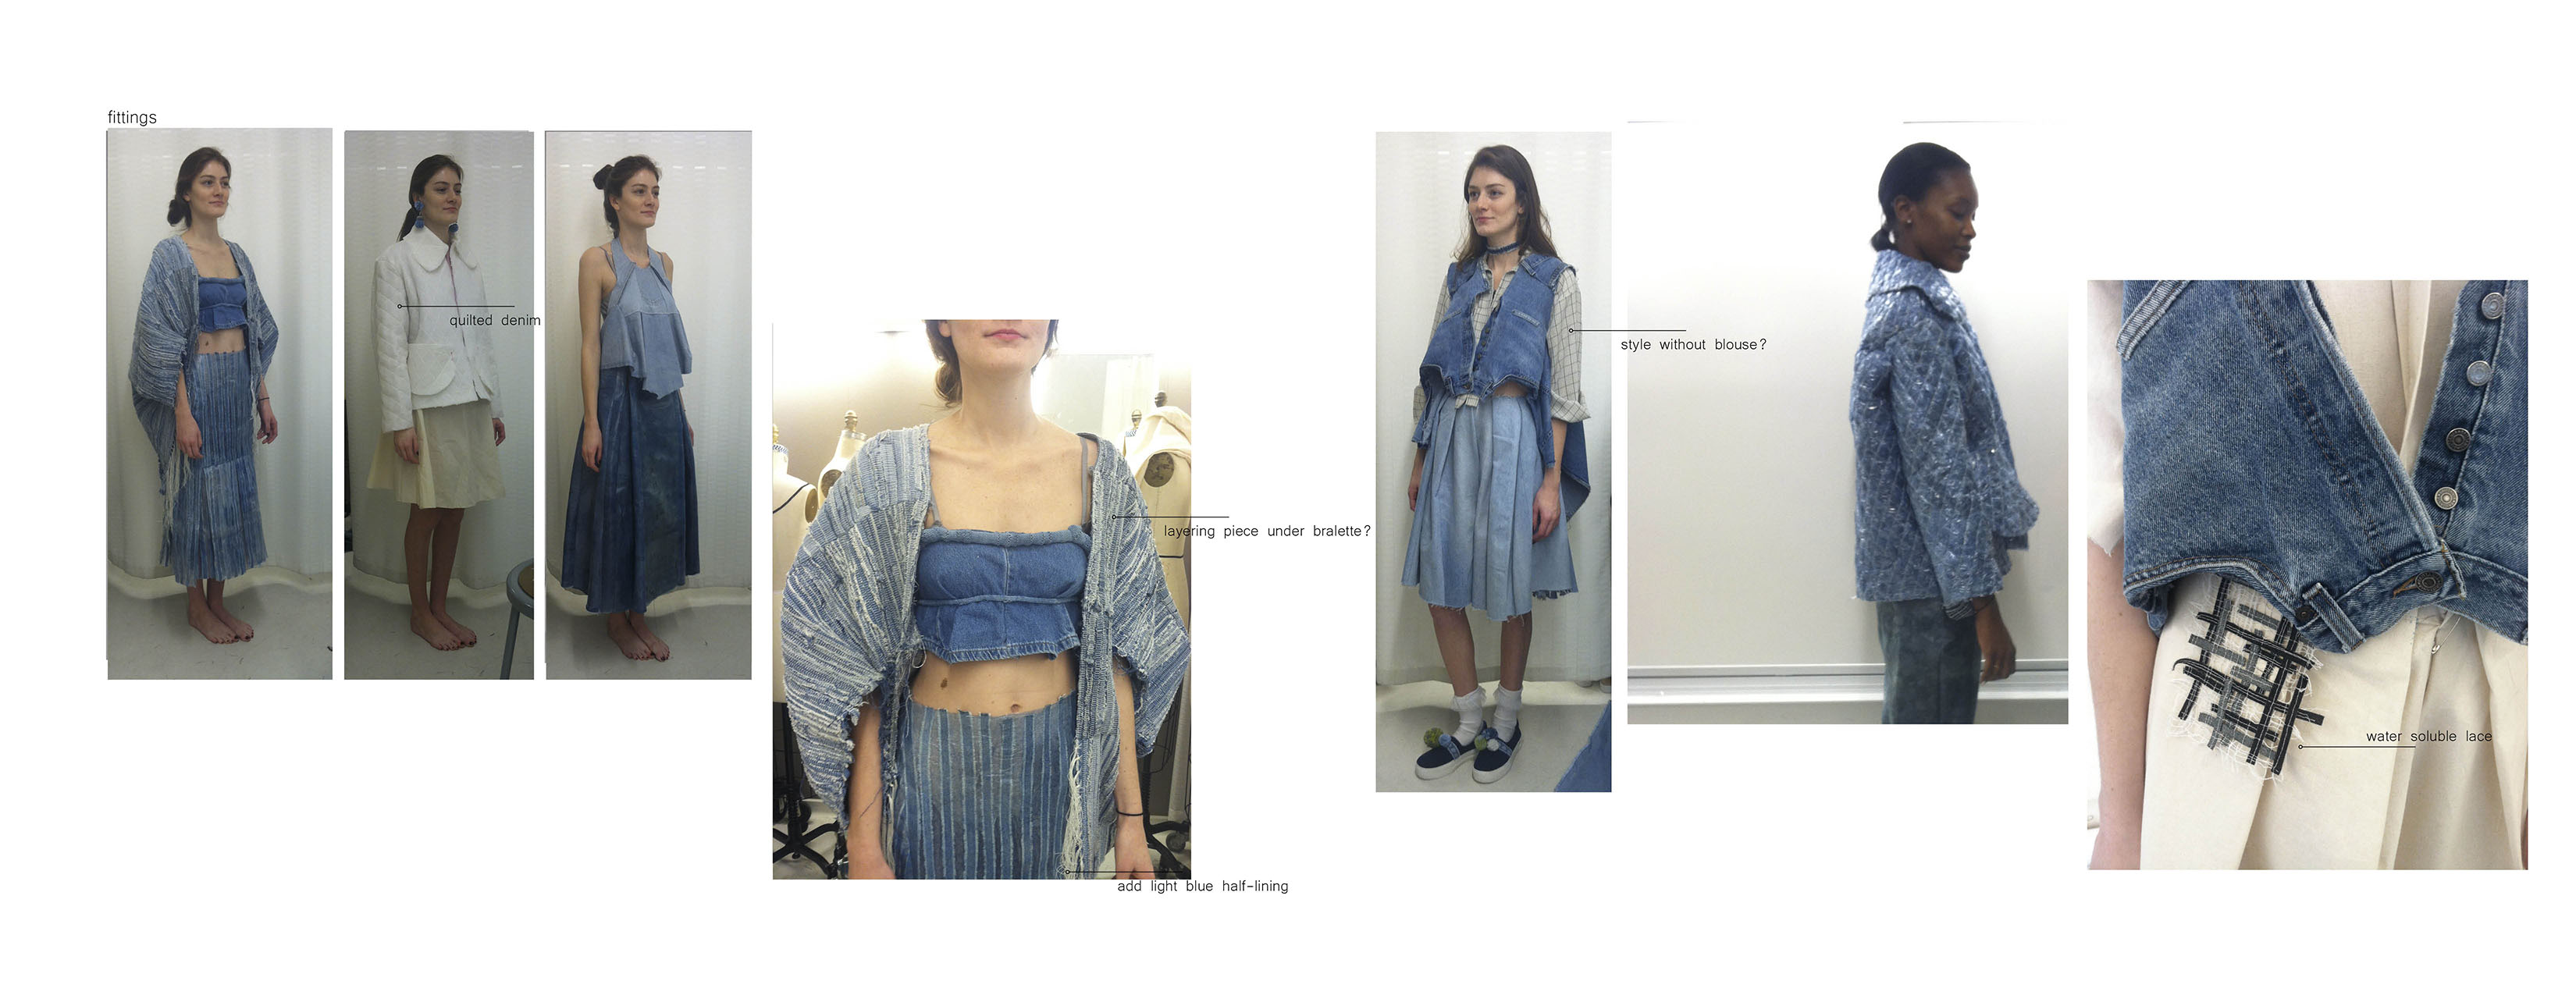 fittings
quilted denim
style without blouse?
layering piece under bralette?
water soluble lace
add light blue half-lining